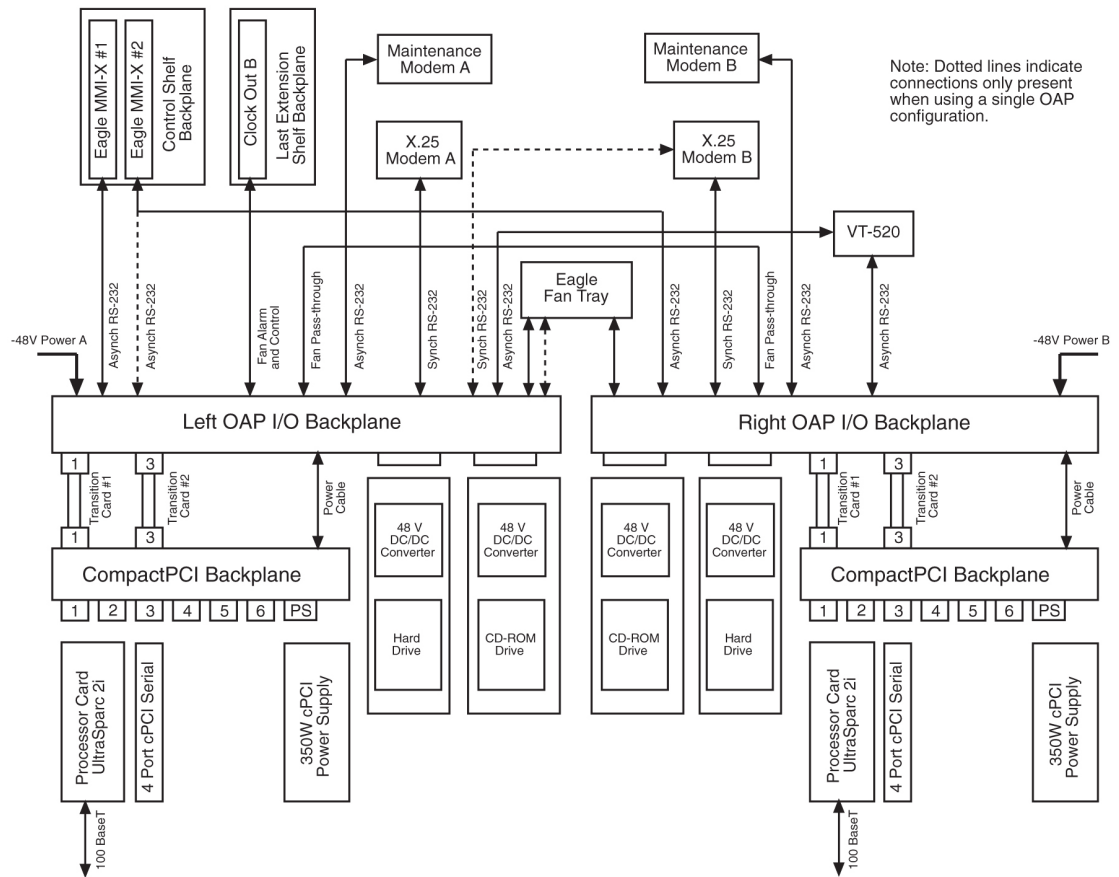 Eagle MMI-X #1
Eagle MMI-X #2
Control Shelf
Backplane
Clock Out B
Last Extension
Shelf Backplane
Maintenance
Modem A
Maintenance
Modem B
Note: Dotted lines indicate
connections only present
when using a single OAP
configuration.
X.25
Modem A
X.25
Modem B
VT-520
Eagle
Fan Tray
-48V Power A
Asynch RS-232
Asynch RS-232
Fan Alarm
and Control
Fan Pass-through
Asynch RS-232
Synch RS-232
Synch RS-232
Asynch RS-232
Asynch RS-232
Synch RS-232
Fan Pass-through
Asynch RS-232
Asynch RS-232
-48V Power B
Left OAP I/O Backplane
Right OAP I/O Backplane
1
Transition
Card #1
3
Transition
Card #2
Power
Cable
1
Transition
Card #1
3
Transition
Card #2
Power
Cable
1
3
1
3
48 V
DC/DC
Converter
48 V
DC/DC
Converter
48 V
DC/DC
Converter
48 V
DC/DC
Converter
CompactPCI Backplane
CompactPCI Backplane
1 2 3 4 5 6 PS
1 2 3 4 5 6 PS
Hard
Drive
CD-ROM
Drive
CD-ROM
Drive
Hard
Drive
Processor Card
UltraSparc 2i
4 Port cPCI Serial
350W cPCI
Power Supply
Processor Card
UltraSparc 2i
4 Port cPCI Serial
350W cPCI
Power Supply
100 BaseT
100 BaseT